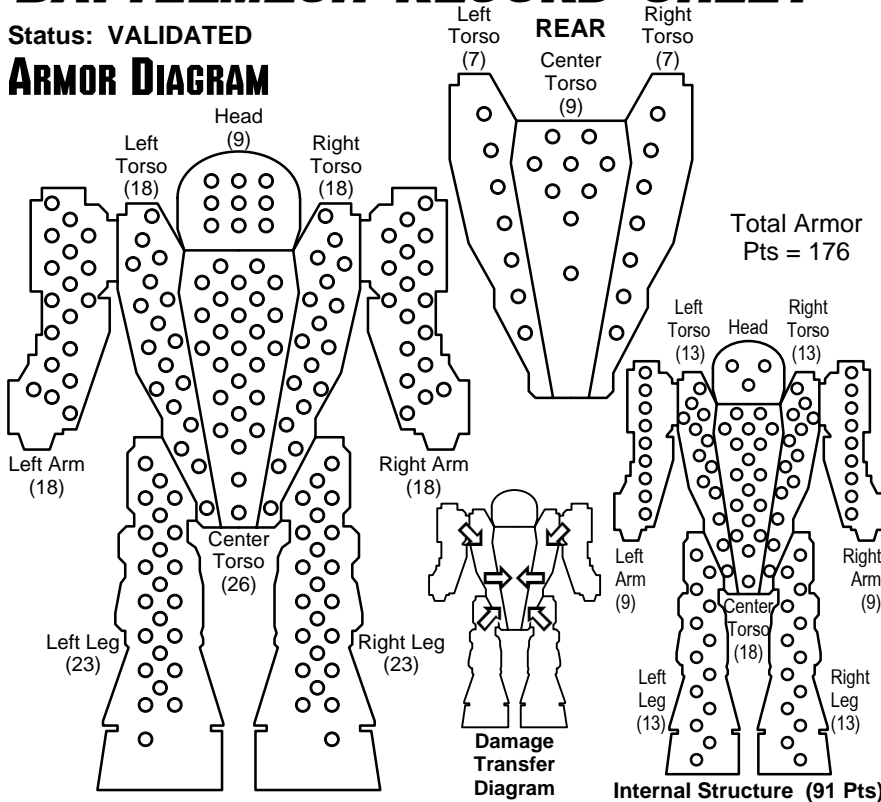 BATTLEMECH RECORD SHEET
Status: VALIDATED
ARMOR DIAGRAM
Head
(9)
Left
Torso
(18)
Right
Torso
(18)
Left Arm
(18)
Right Arm
(18)
Center
Torso
(26)
Left Leg
(23)
Right Leg
(23)
Left
Torso
(7)
REAR
Right
Torso
(7)
Center
Torso
(9)
Total Armor
Pts = 176
Left
Torso
(13)
Head
Right
Torso
(13)
Left
Arm
(9)
Right
Arm
(9)
Center
Torso
(18)
Left
Leg
(13)
Right
Leg
(13)
Damage
Transfer
Diagram
Internal Structure (91 Pts)